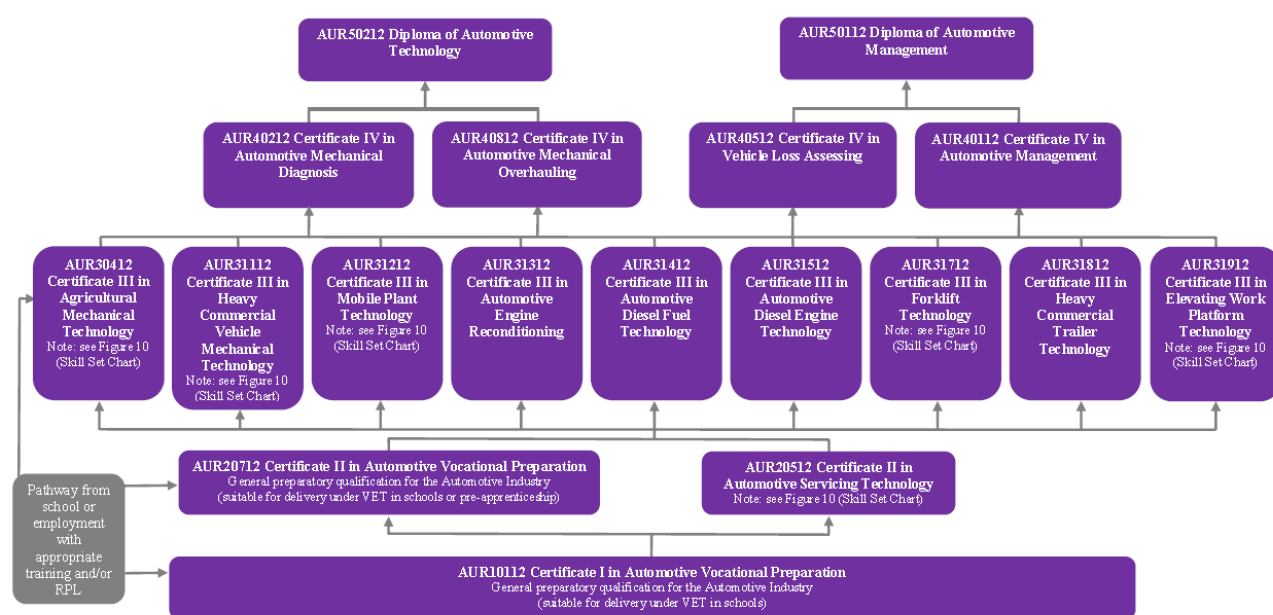 AUR50212 Diploma of Automotive
Technology
AUR50112 Diploma of Automotive
Management
AUR40212 Certificate IV in
Automotive Mechanical
Diagnosis
AUR40812 Certificate IV in
Automotive Mechanical
Overhauling
AUR40512 Certificate IV in
Vehicle Loss Assessing
AUR40112 Certificate IV in
Automotive Management
AUR30412
Certificate III in
Agricultural
Mechanical
Technology
Note: see Figure 10
(Skill Set Chart)
AUR31112
Certificate III in
Heavy
Commercial
Vehicle
Mechanical
Technology
Note: see Figure 10
(Skill Set Chart)
AUR31212
Certificate III in
Mobile Plant
Technology
Note: see Figure 10
(Skill Set Chart)
AUR31312
Certificate III in
Automotive
Engine
Reconditioning
AUR31412
Certificate III in
Automotive
Diesel Fuel
Technology
AUR31512
Certificate III in
Automotive
Diesel Engine
Technology
AUR31712
Certificate III in
Forklift
Technology
Note: see Figure 10
(Skill Set Chart)
AUR31812
Certificate III in
Heavy
Commercial
Trailer
Technology
AUR31912
Certificate III in
Elevating Work
Platform
Technology
Note: see Figure 10
(Skill Set Chart)
AUR20712 Certificate II in Automotive Vocational Preparation
General preparatory qualification for the Automotive Industry
(suitable for delivery under VET in schools or pre-apprenticeship)
AUR20512 Certificate II in
Automotive Servicing Technology
Note: see Figure 10 (Skill Set Chart)
Pathway from
school or
employment
with
appropriate
training and/or
RPL
AUR10112 Certificate I in Automotive Vocational Preparation
General preparatory qualification for the Automotive Industry
(suitable for delivery under VET in schools)